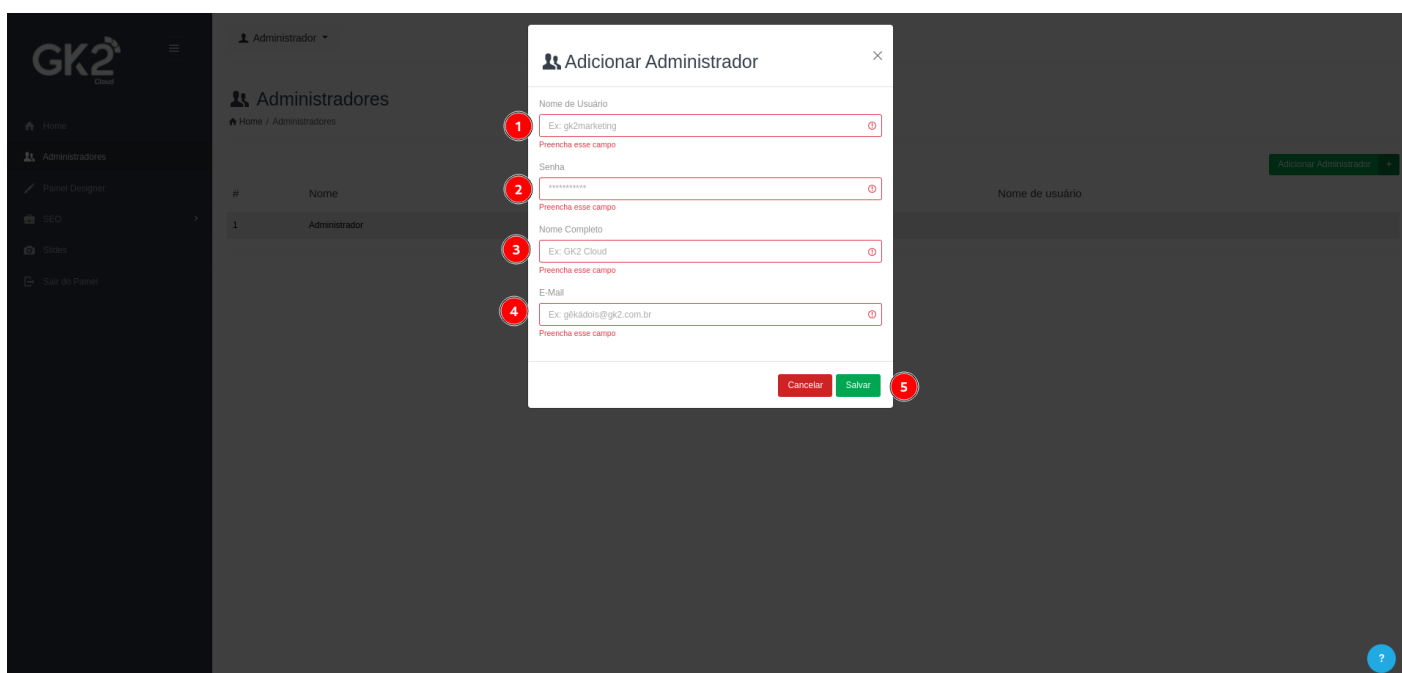 GK2
Cloud
Home
Administradores
Painel Designer
SEO
Slides
Sair do Painel
Administrador
Administradores
Home / Administradores
Adicionar Administrador +
# Nome Nome de usuário
1 Administrador
Adicionar Administrador ×
Nome de Usuário
1 Ex: gk2marketing
Preencha esse campo
Senha
2 ***********
Preencha esse campo
Nome Completo
3 Ex: GK2 Cloud
Preencha esse campo
E-Mail
4 Ex: gêkádois@gk2.com.br
Preencha esse campo
Cancelar Salvar 5
?